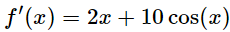 f′(x) = 2x + 10 cos(x)